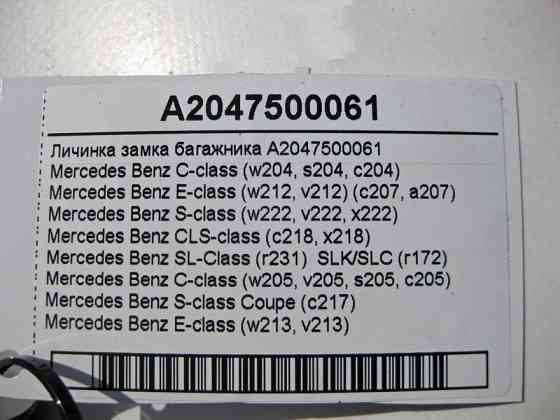 A2047500061
Личинка замка багажника A2047500061
Mercedes Benz C-class (w204, s204, c204)
Mercedes Benz E-class (w212, v212) (c207, a207)
Mercedes Benz S-class (w222, v222, x222)
Mercedes Benz CLS-class (c218, x218)
Mercedes Benz SL-Class (r231) SLK/SLC (r172)
Mercedes Benz C-class (w205, v205, s205, c205)
Mercedes Benz S-class Coupe (c217)
Mercedes Benz E-class (w213, v213)